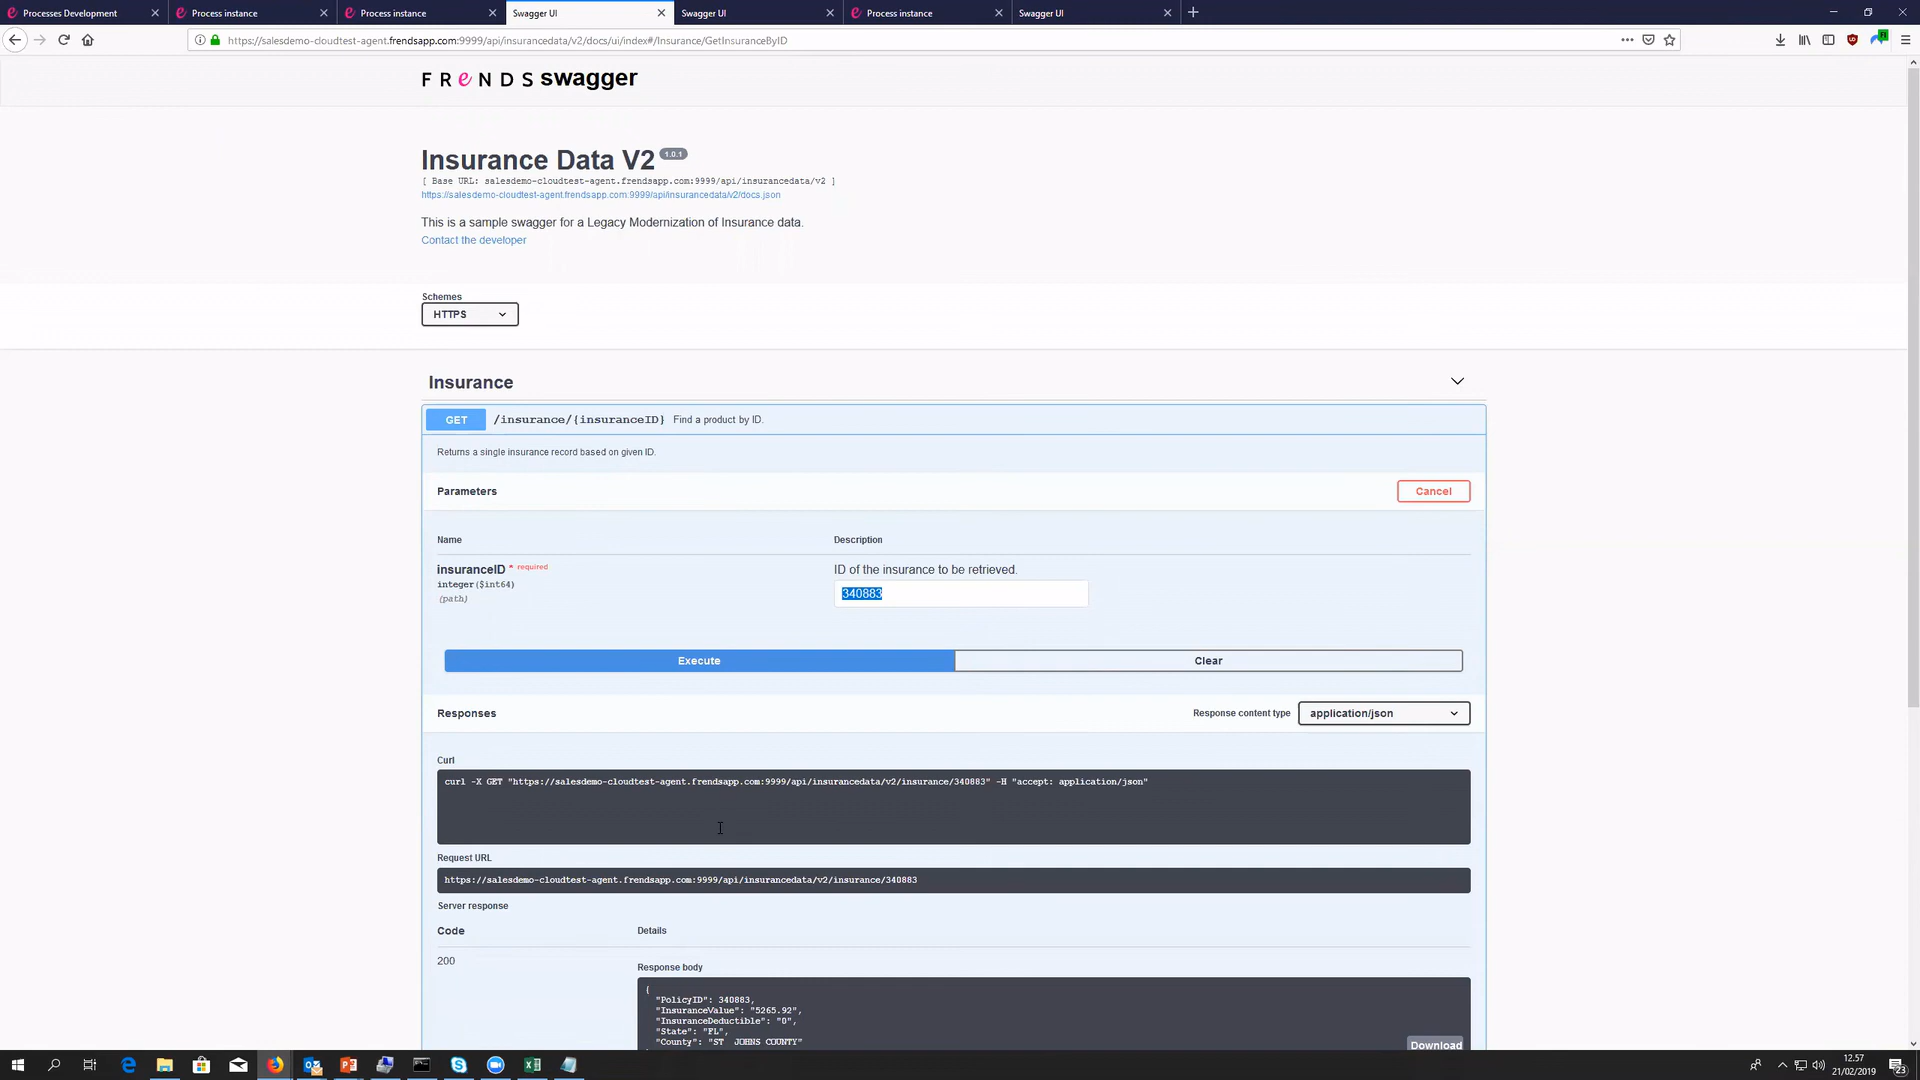 Processes Development
Process instance
Process instance
Swagger UI
Swagger UI
Process instance
Swagger UI
https://salesdemo-cloudtest-agent.frendsapp.com:9999/api/insurancedata/v2/docs/ui/index#/Insurance/GetInsuranceByID
FRENDS swagger
Insurance Data V2 1.0.1
[ Base URL: salesdemo-cloudtest-agent.frendsapp.com:9999/api/insurancedata/v2 ]
https://salesdemo-cloudtest-agent.frendsapp.com:9999/api/insurancedata/v2/docs.json
This is a sample swagger for a Legacy Modernization of Insurance data.
Contact the developer
Schemes
HTTPS
Insurance
GET /insurance/{insuranceID} Find a product by ID.
Returns a single insurance record based on given ID.
Parameters Cancel
Name Description
insuranceID * required ID of the insurance to be retrieved.
integer($int64) 340883
(path)
Execute Clear
Responses Response content type application/json
Curl
curl -X GET "https://salesdemo-cloudtest-agent.frendsapp.com:9999/api/insurancedata/v2/insurance/340883" -H "accept: application/json"
Request URL
https://salesdemo-cloudtest-agent.frendsapp.com:9999/api/insurancedata/v2/insurance/340883
Server response
Code Details
200
Response body
{
"PolicyID": 340883,
"InsuranceValue": "5265.92",
"InsuranceDeductible": "0",
"State": "FL",
"County": "ST JOHNS COUNTY"
Download
12.57
21/02/2019
23